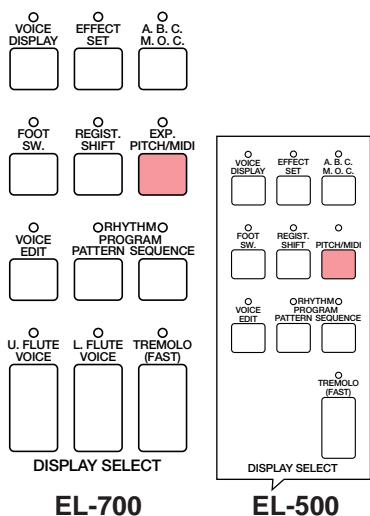 VOICE DISPLAY
EFFECT SET
A. B. C. M. O. C.
FOOT SW.
REGIST. SHIFT
EXP. PITCH/MIDI
VOICE EDIT
RHYTHM
PROGRAM
PATTERN SEQUENCE
U. FLUTE VOICE
L. FLUTE VOICE
TREMOLO (FAST)
DISPLAY SELECT
EL-700
VOICE DISPLAY
EFFECT SET
A. B. C. M. O. C.
FOOT SW.
REGIST. SHIFT
PITCH/MIDI
VOICE EDIT
RHYTHM
PROGRAM
PATTERN SEQUENCE
TREMOLO (FAST)
DISPLAY SELECT
EL-500